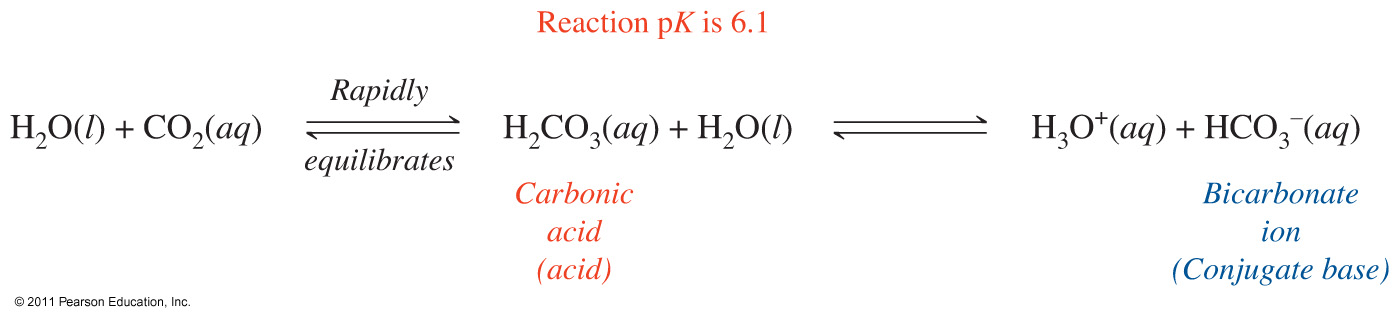 Reaction pK is 6.1
Rapidly
H₂O(l) + CO₂(aq) ⇌ H₂CO₃(aq) + H₂O(l) ⇌ H₃O⁺(aq) + HCO₃⁻(aq)
equilibrates
Carbonic Bicarbonate
acid ion
(acid) (Conjugate base)
© 2011 Pearson Education, Inc.